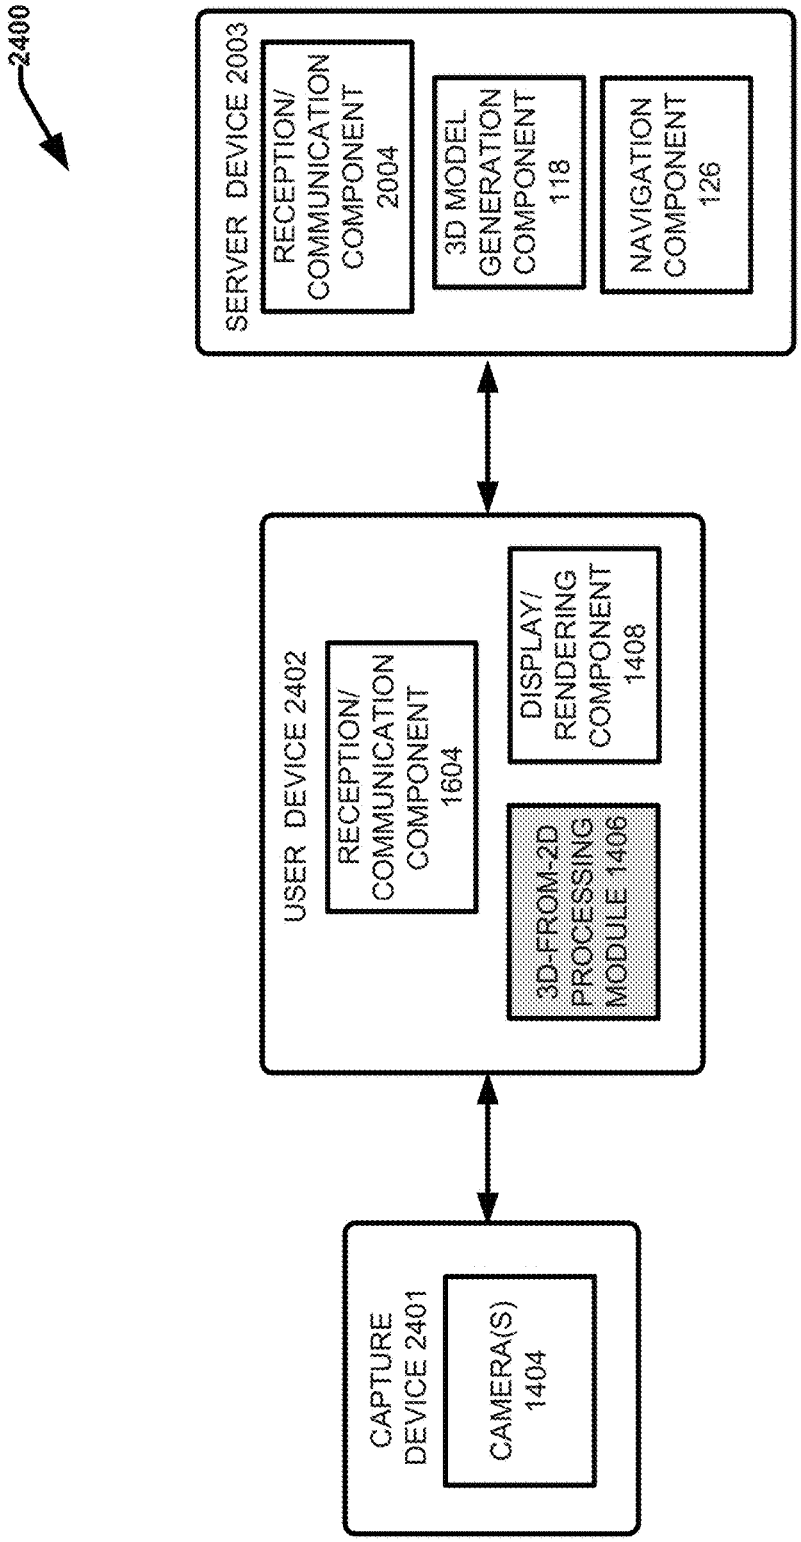 2400
CAPTURE
DEVICE 2401
CAMERA(S)
1404
USER DEVICE 2402
RECEPTION/
COMMUNICATION
COMPONENT
1604
3D-FROM-2D
PROCESSING
MODULE 1406
DISPLAY/
RENDERING
COMPONENT
1408
SERVER DEVICE 2003
RECEPTION/
COMMUNICATION
COMPONENT
2004
3D MODEL
GENERATION
COMPONENT
118
NAVIGATION
COMPONENT
126